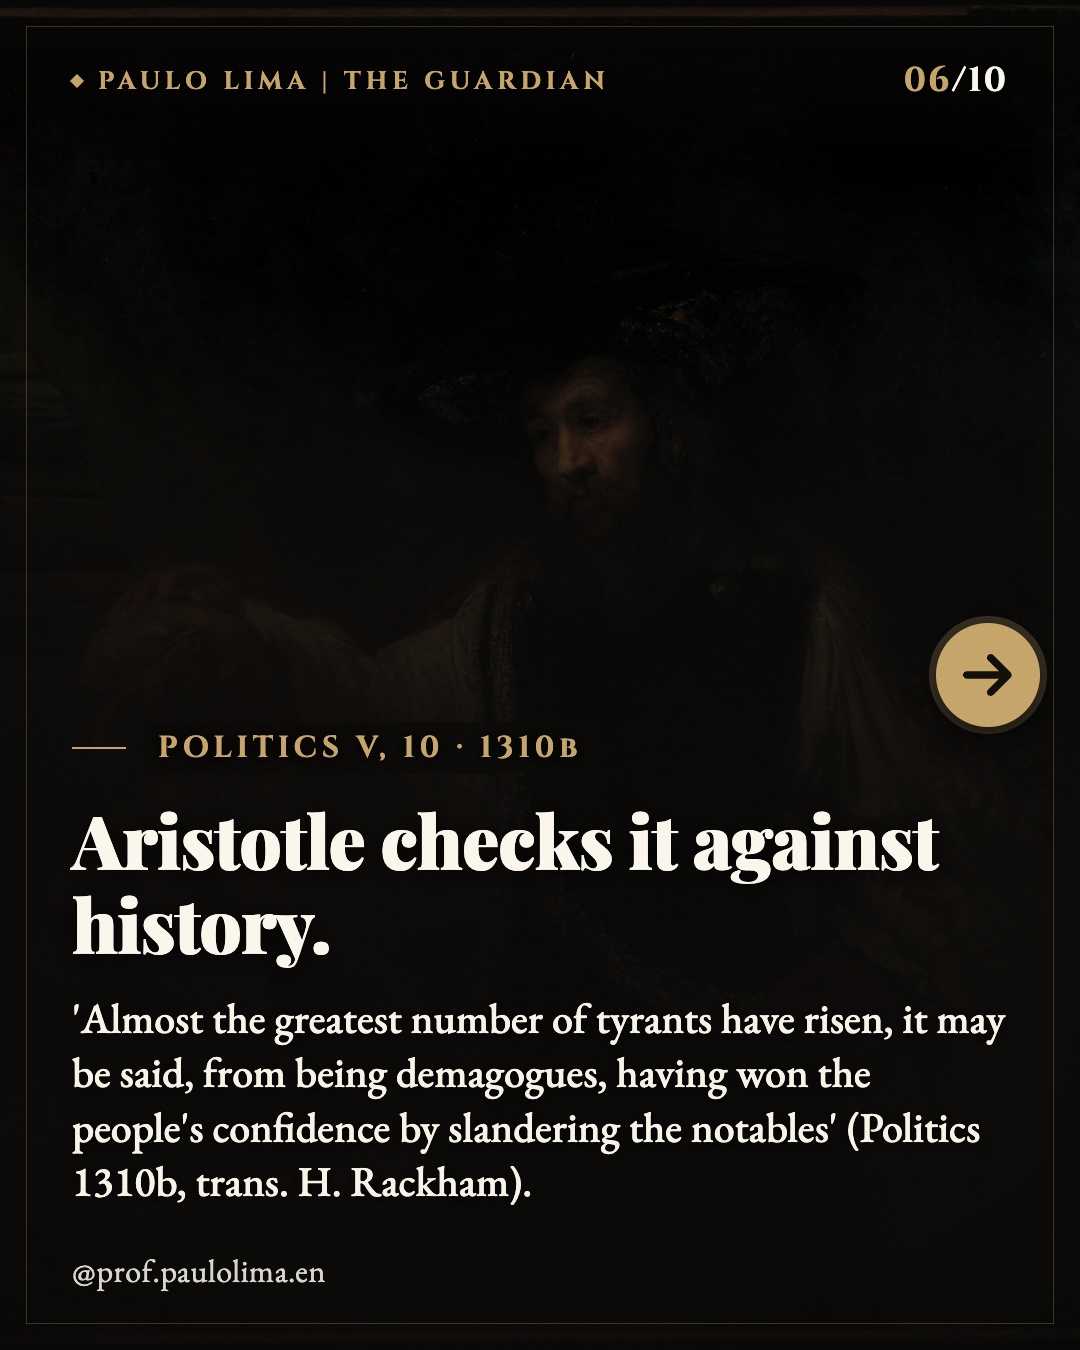 ◆ PAULO LIMA | THE GUARDIAN
06/10
POLITICS V, 10 · 1310B
Aristotle checks it against
history.
'Almost the greatest number of tyrants have risen, it may
be said, from being demagogues, having won the
people's confidence by slandering the notables' (Politics
1310b, trans. H. Rackham).
@prof.paulolima.en